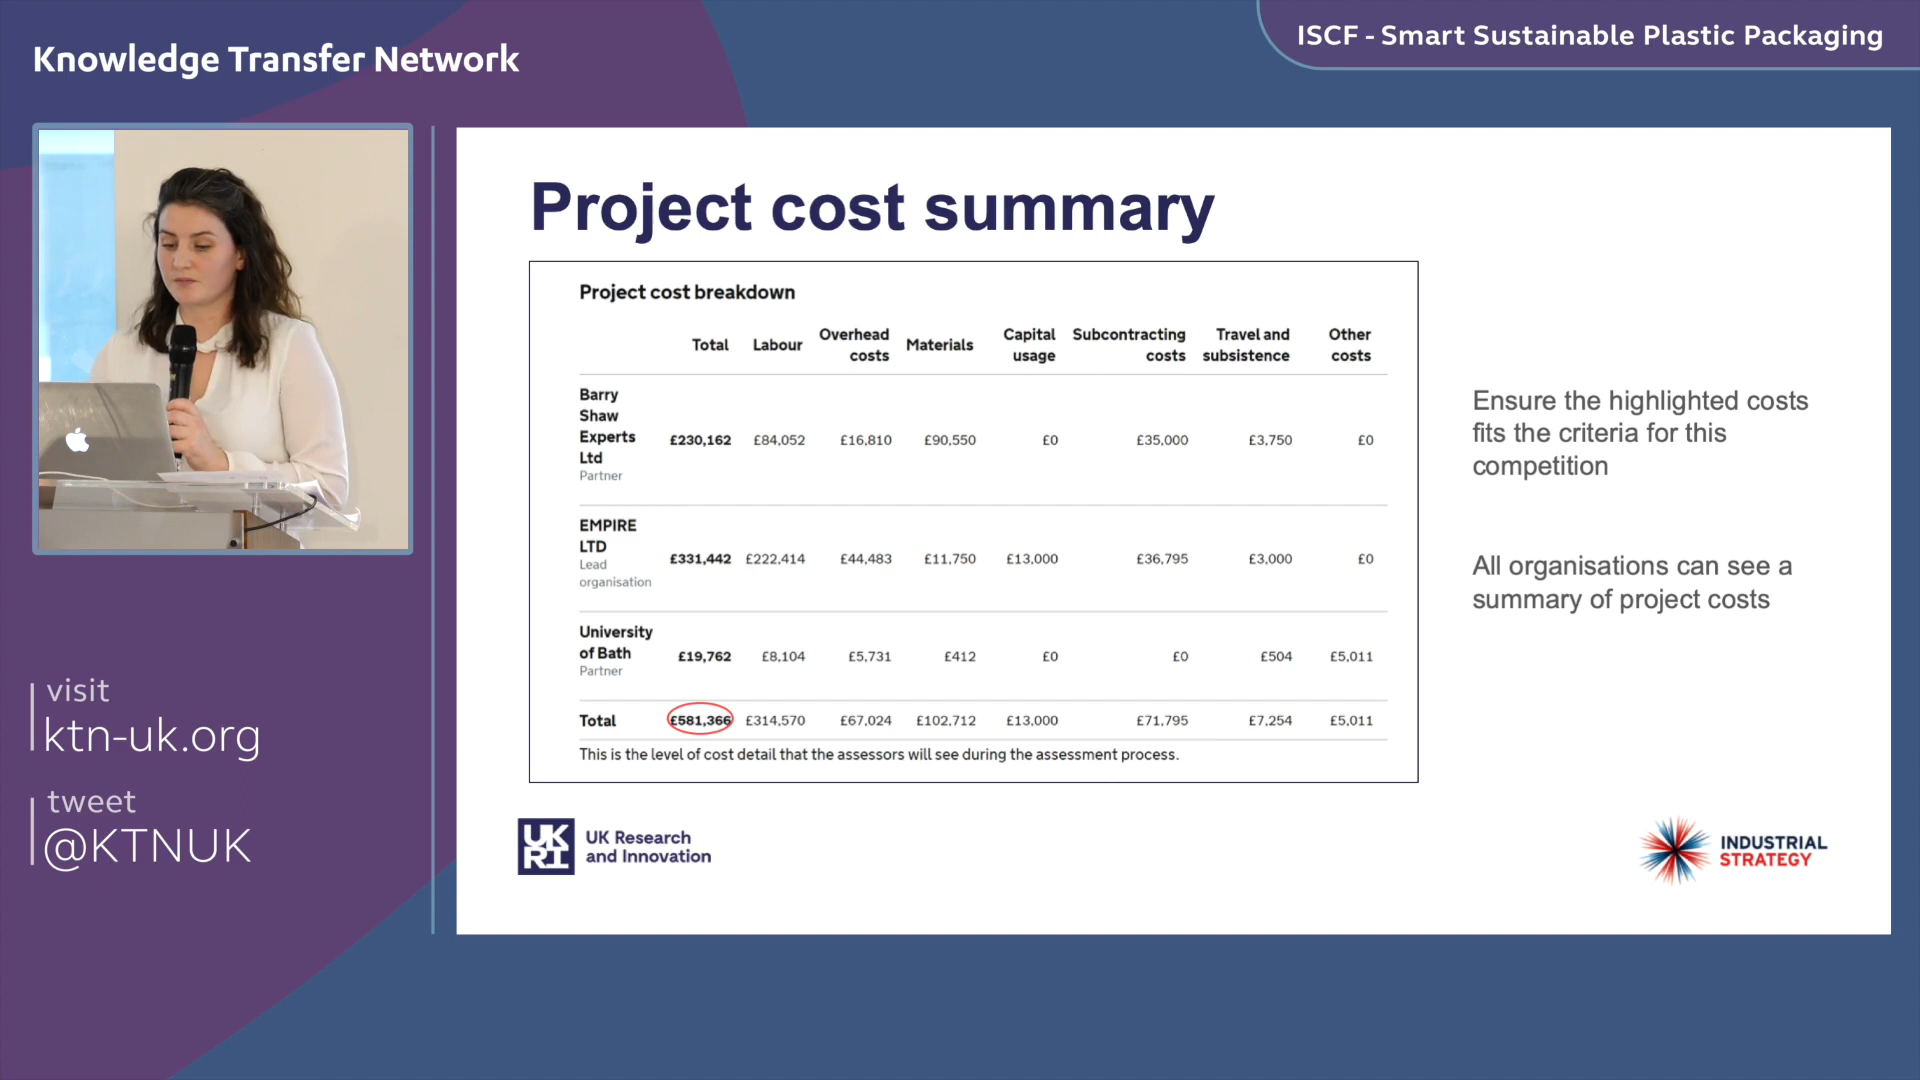 Knowledge Transfer Network
ISCF - Smart Sustainable Plastic Packaging
Project cost summary
Project cost breakdown
Total Labour Overhead costs Materials Capital usage Subcontracting costs Travel and subsistence Other costs
Barry Shaw Experts Ltd Partner £230,162 £84,052 £16,810 £90,550 £0 £35,000 £3,750 £0
EMPIRE LTD Lead organisation £331,442 £222,414 £44,483 £11,750 £13,000 £36,795 £3,000 £0
University of Bath Partner £19,762 £8,104 £5,731 £412 £0 £0 £504 £5,011
Total £581,366 £314,570 £67,024 £102,712 £13,000 £71,795 £7,254 £5,011
This is the level of cost detail that the assessors will see during the assessment process.
Ensure the highlighted costs
fits the criteria for this
competition
All organisations can see a
summary of project costs
visit
ktn-uk.org
tweet
@KTNUK
UK
RI
UK Research
and Innovation
INDUSTRIAL
STRATEGY